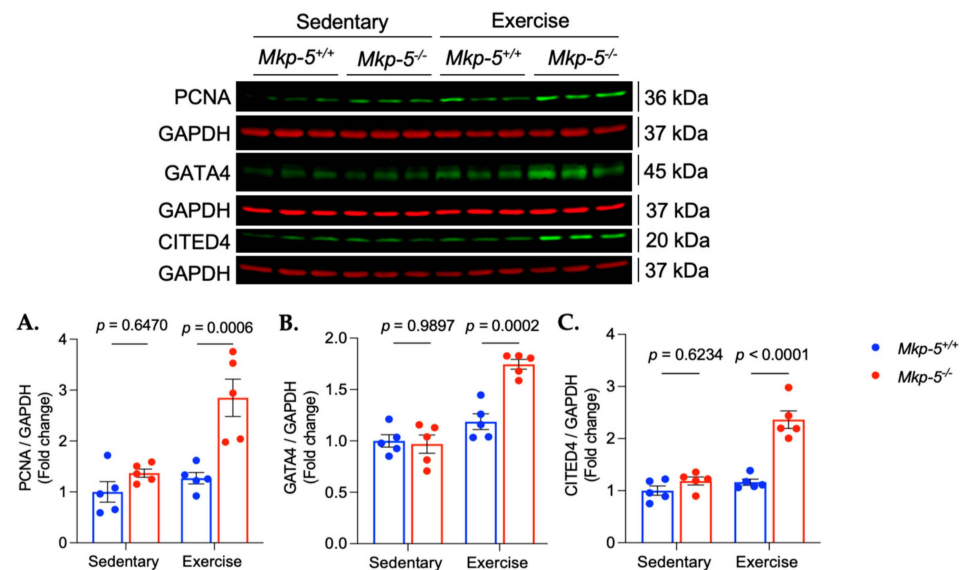 Sedentary Exercise
Mkp-5+/+ Mkp-5-/- Mkp-5+/+ Mkp-5-/-
PCNA 36 kDa
GAPDH 37 kDa
GATA4 45 kDa
GAPDH 37 kDa
CITED4 20 kDa
GAPDH 37 kDa
A.
p = 0.6470 p = 0.0006
PCNA / GAPDH
(Fold change)
4
3
2
1
0
Sedentary Exercise
B.
p = 0.9897 p = 0.0002
GATA4 / GAPDH
(Fold change)
2.0
1.5
1.0
0.5
0.0
Sedentary Exercise
C.
p = 0.6234 p < 0.0001
CITED4 / GAPDH
(Fold change)
4
3
2
1
0
Sedentary Exercise
Mkp-5+/+
Mkp-5-/-